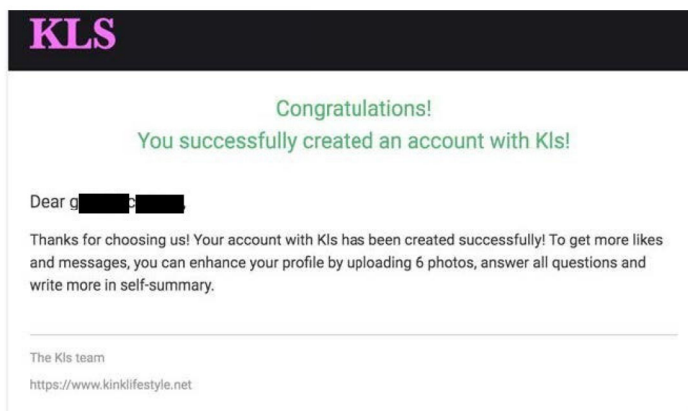 KLS
Congratulations!
You successfully created an account with Kls!
Dear g c ,
Thanks for choosing us! Your account with Kls has been created successfully! To get more likes
and messages, you can enhance your profile by uploading 6 photos, answer all questions and
write more in self-summary.
The Kls team
https://www.kinklifestyle.net